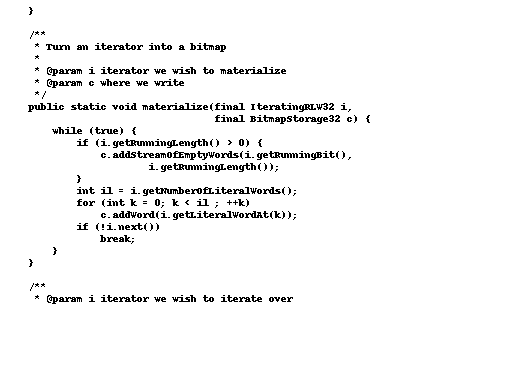 }

/**
 * Turn an iterator into a bitmap
 *
 * @param i iterator we wish to materialize
 * @param c where we write
 */
public static void materialize(final IteratingRLW32 i,
                               final BitmapStorage32 c) {
    while (true) {
        if (i.getRunningLength() > 0) {
            c.addStreamOfEmptyWords(i.getRunningBit(),
                    i.getRunningLength());
        }
        int il = i.getNumberOfLiteralWords();
        for (int k = 0; k < il ; ++k)
            c.addWord(i.getLiteralWordAt(k));
        if (!i.next())
            break;
    }
}

/**
 * @param i iterator we wish to iterate over